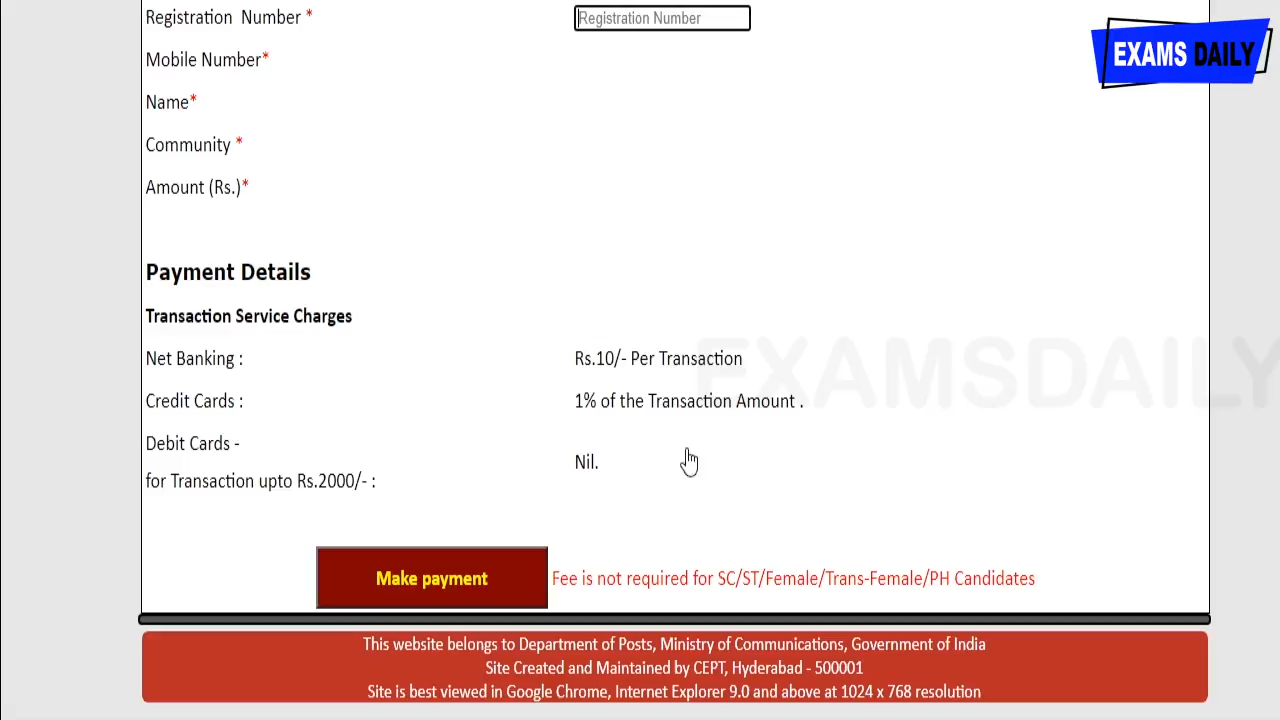 Registration Number *
Registration Number
EXAMS DAILY
Mobile Number*
Name*
Community *
Amount (Rs.)*
Payment Details
Transaction Service Charges
Net Banking :
Rs.10/- Per Transaction
EXAMSDAILY
Credit Cards :
1% of the Transaction Amount .
Debit Cards -
for Transaction upto Rs.2000/- :
Nil.
Make payment
Fee is not required for SC/ST/Female/Trans-Female/PH Candidates
This website belongs to Department of Posts, Ministry of Communications, Government of India
Site Created and Maintained by CEPT, Hyderabad - 500001
Site is best viewed in Google Chrome, Internet Explorer 9.0 and above at 1024 x 768 resolution